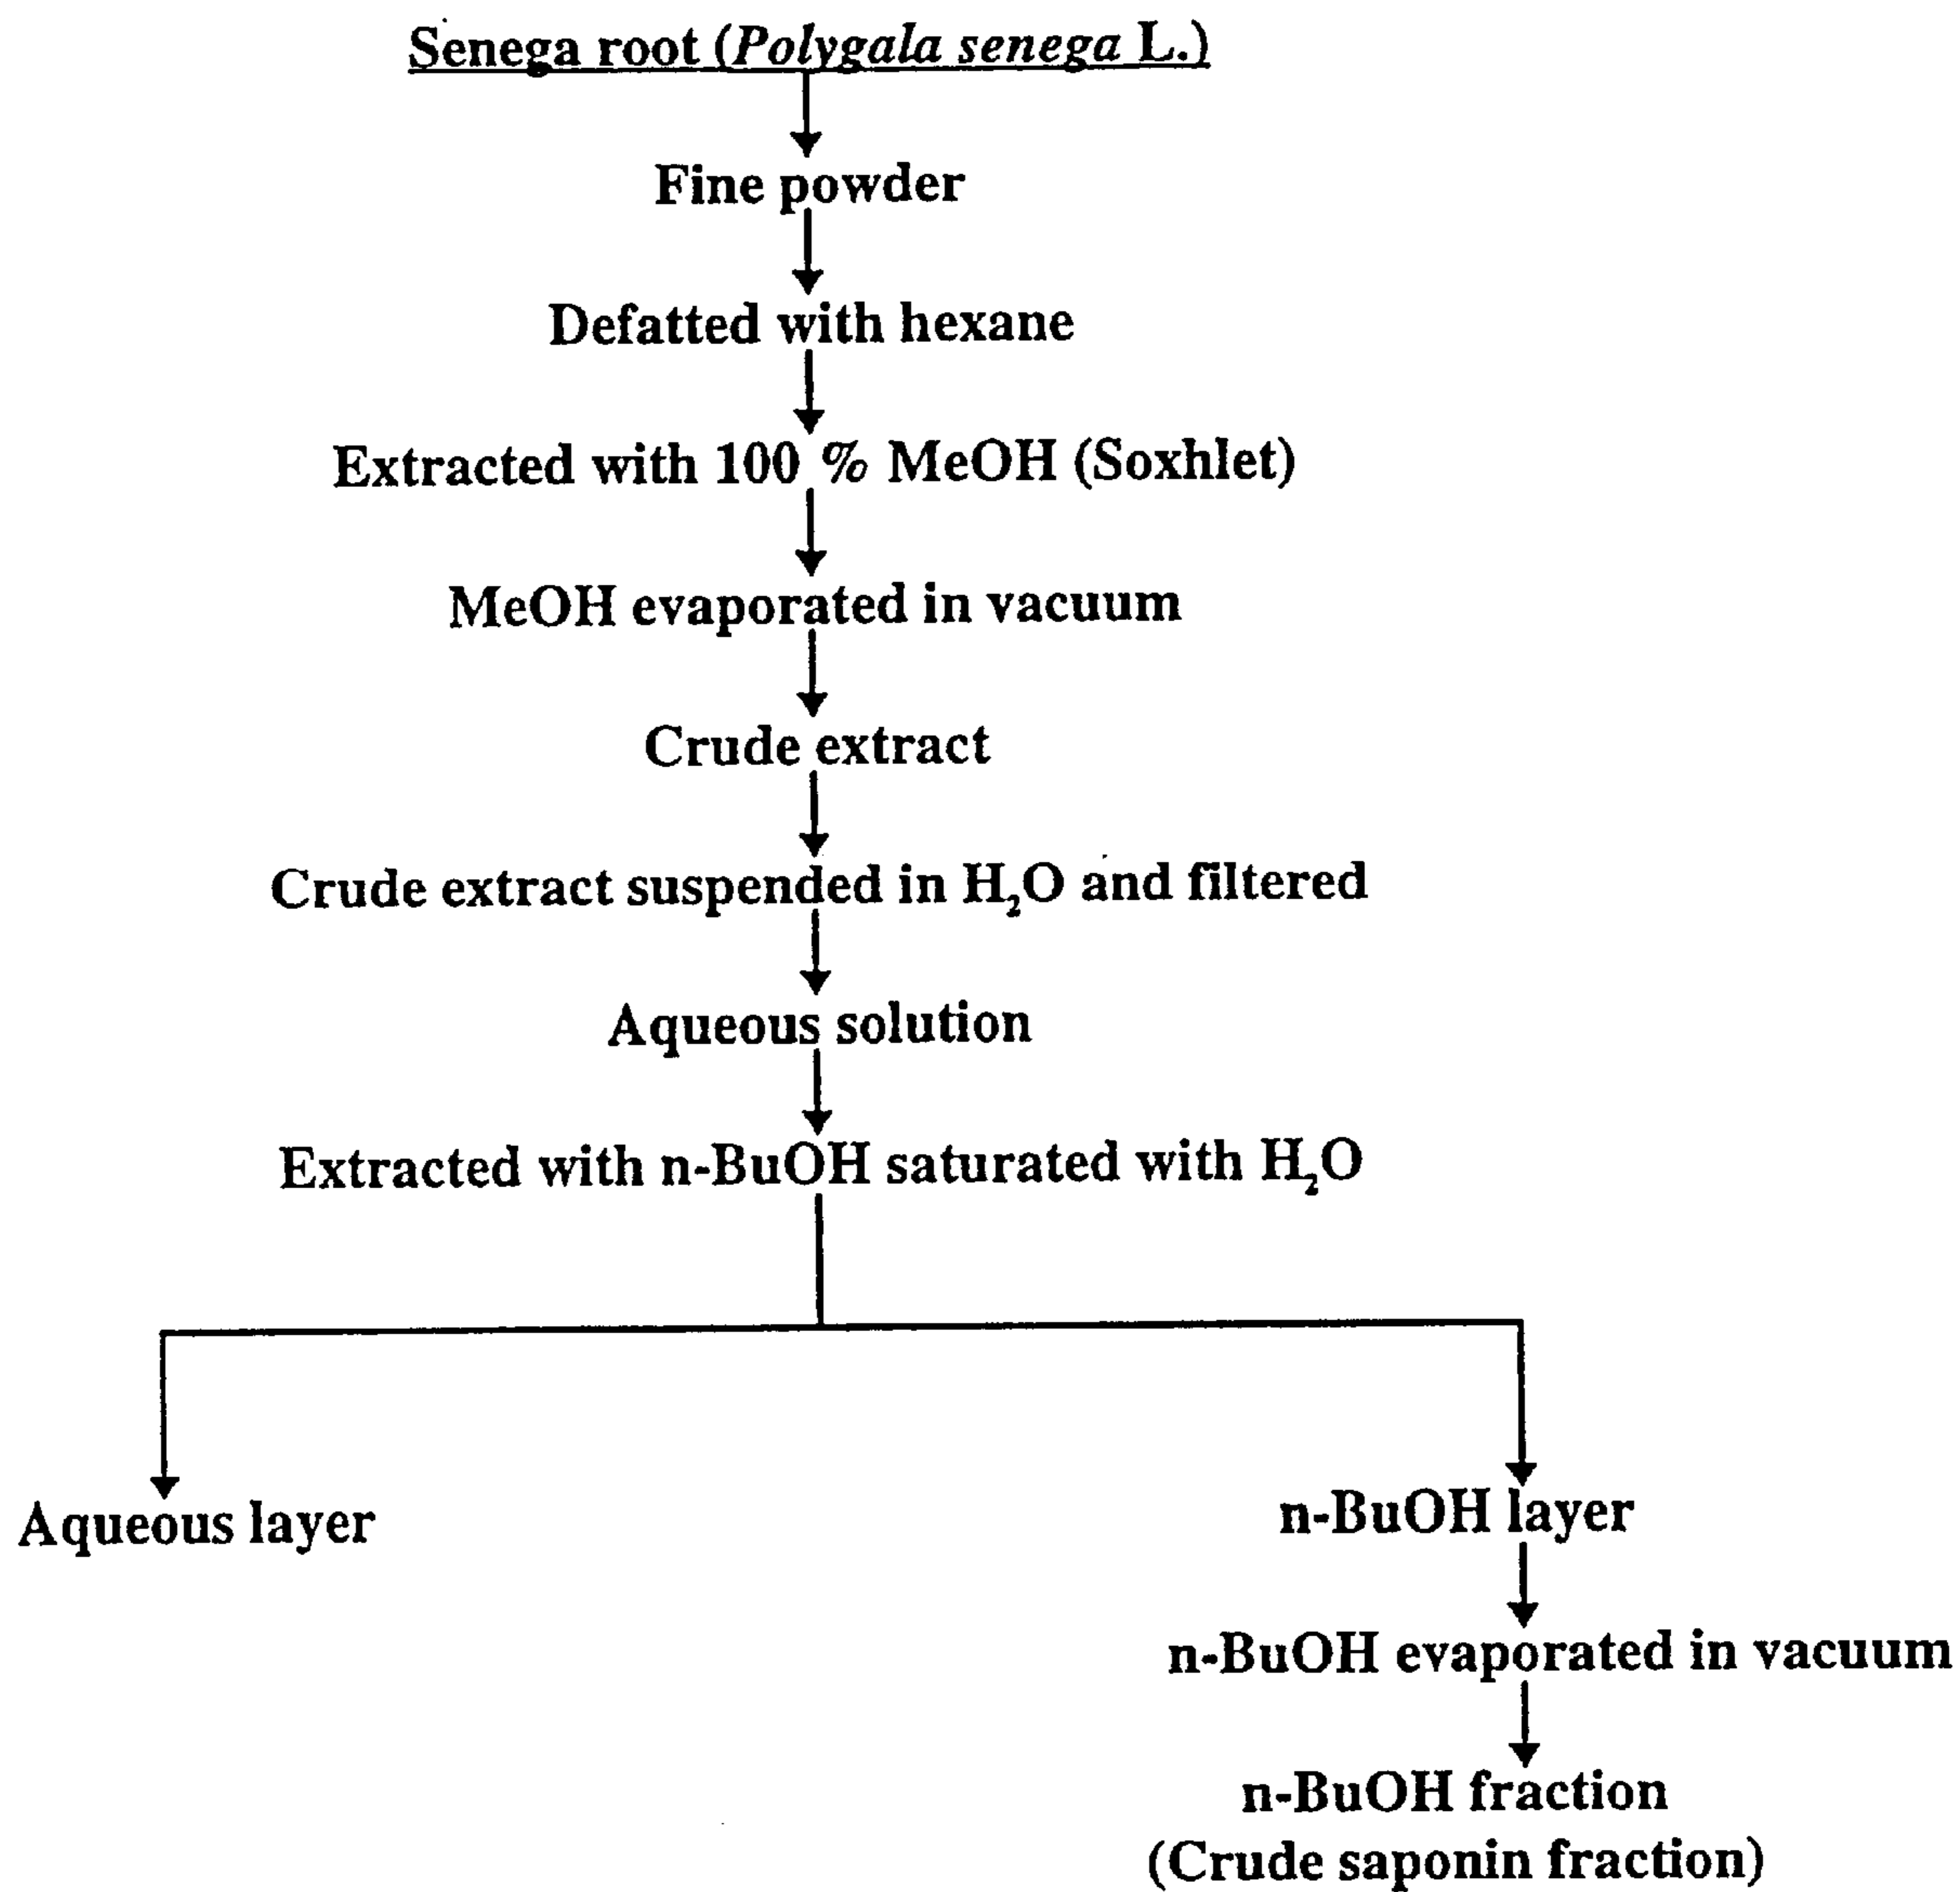 Senega root (Polygala senega L.)
Fine powder
Defatted with hexane
Extracted with 100 % MeOH (Soxhlet)
MeOH evaporated in vacuum
Crude extract
Crude extract suspended in H₂O and filtered
Aqueous solution
Extracted with n-BuOH saturated with H₂O
Aqueous layer
n-BuOH layer
n-BuOH evaporated in vacuum
n-BuOH fraction
(Crude saponin fraction)